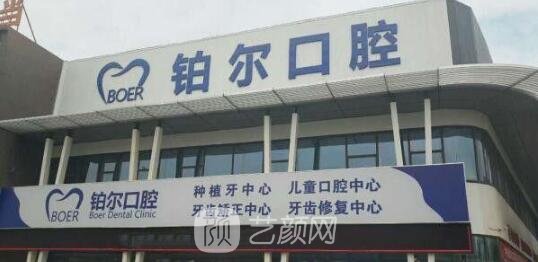 BOER 铂尔口腔
BOER 铂尔口腔
Boer Dental Clinic
种植牙中心 儿童口腔中心
牙齿矫正中心 牙齿修复中心
颜 艺颜网